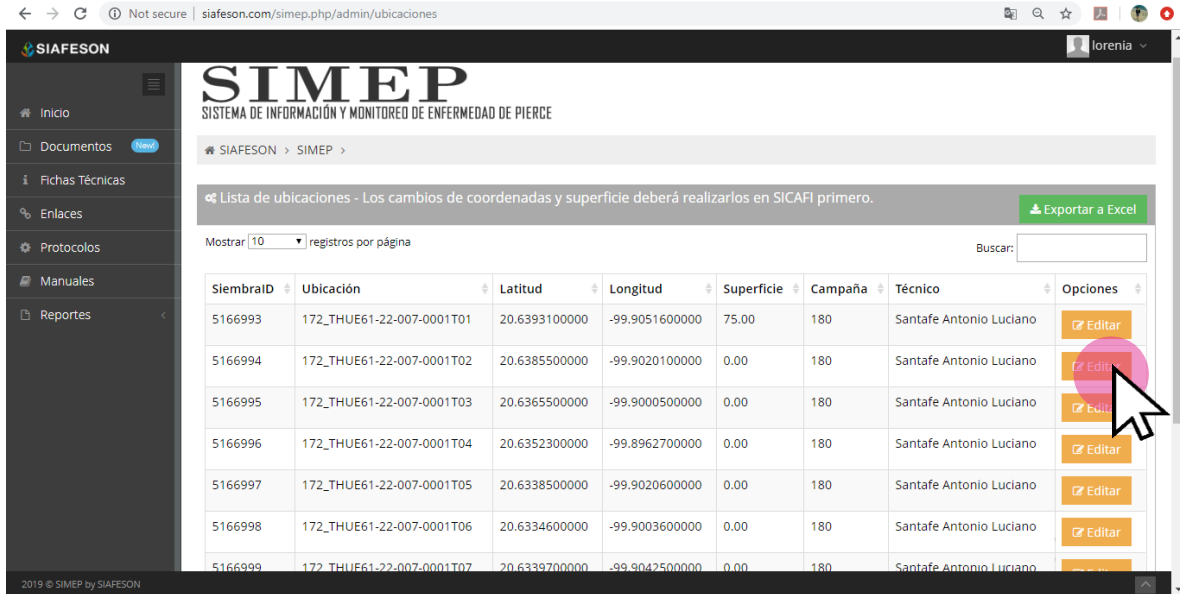 Not secure | siafeson.com/simep.php/admin/ubicaciones
SIAFESON
lorenia
SIMEP
SISTEMA DE INFORMACIÓN Y MONITOREO DE ENFERMEDAD DE PIERCE
Inicio
Documentos New!
Fichas Técnicas
Enlaces
Protocolos
Manuales
Reportes
SIAFESON > SIMEP >
Lista de ubicaciones - Los cambios de coordenadas y superficie deberá realizarlos en SICAFI primero.
Exportar a Excel
Mostrar 10 registros por página
Buscar:
SiembraID Ubicación Latitud Longitud Superficie Campaña Técnico Opciones
5166993 172_THUE61-22-007-0001T01 20.6393100000 -99.9051600000 75.00 180 Santafe Antonio Luciano Editar
5166994 172_THUE61-22-007-0001T02 20.6385500000 -99.9020100000 0.00 180 Santafe Antonio Luciano Editar
5166995 172_THUE61-22-007-0001T03 20.6365500000 -99.9000500000 0.00 180 Santafe Antonio Luciano Editar
5166996 172_THUE61-22-007-0001T04 20.6352300000 -99.8962700000 0.00 180 Santafe Antonio Luciano Editar
5166997 172_THUE61-22-007-0001T05 20.6338500000 -99.9020600000 0.00 180 Santafe Antonio Luciano Editar
5166998 172_THUE61-22-007-0001T06 20.6334600000 -99.9003600000 0.00 180 Santafe Antonio Luciano Editar
5166999 172_THUE61-22-007-0001T07 20.6339700000 -99.9042500000 0.00 180 Santafe Antonio Luciano
2019 © SIMEP by SIAFESON